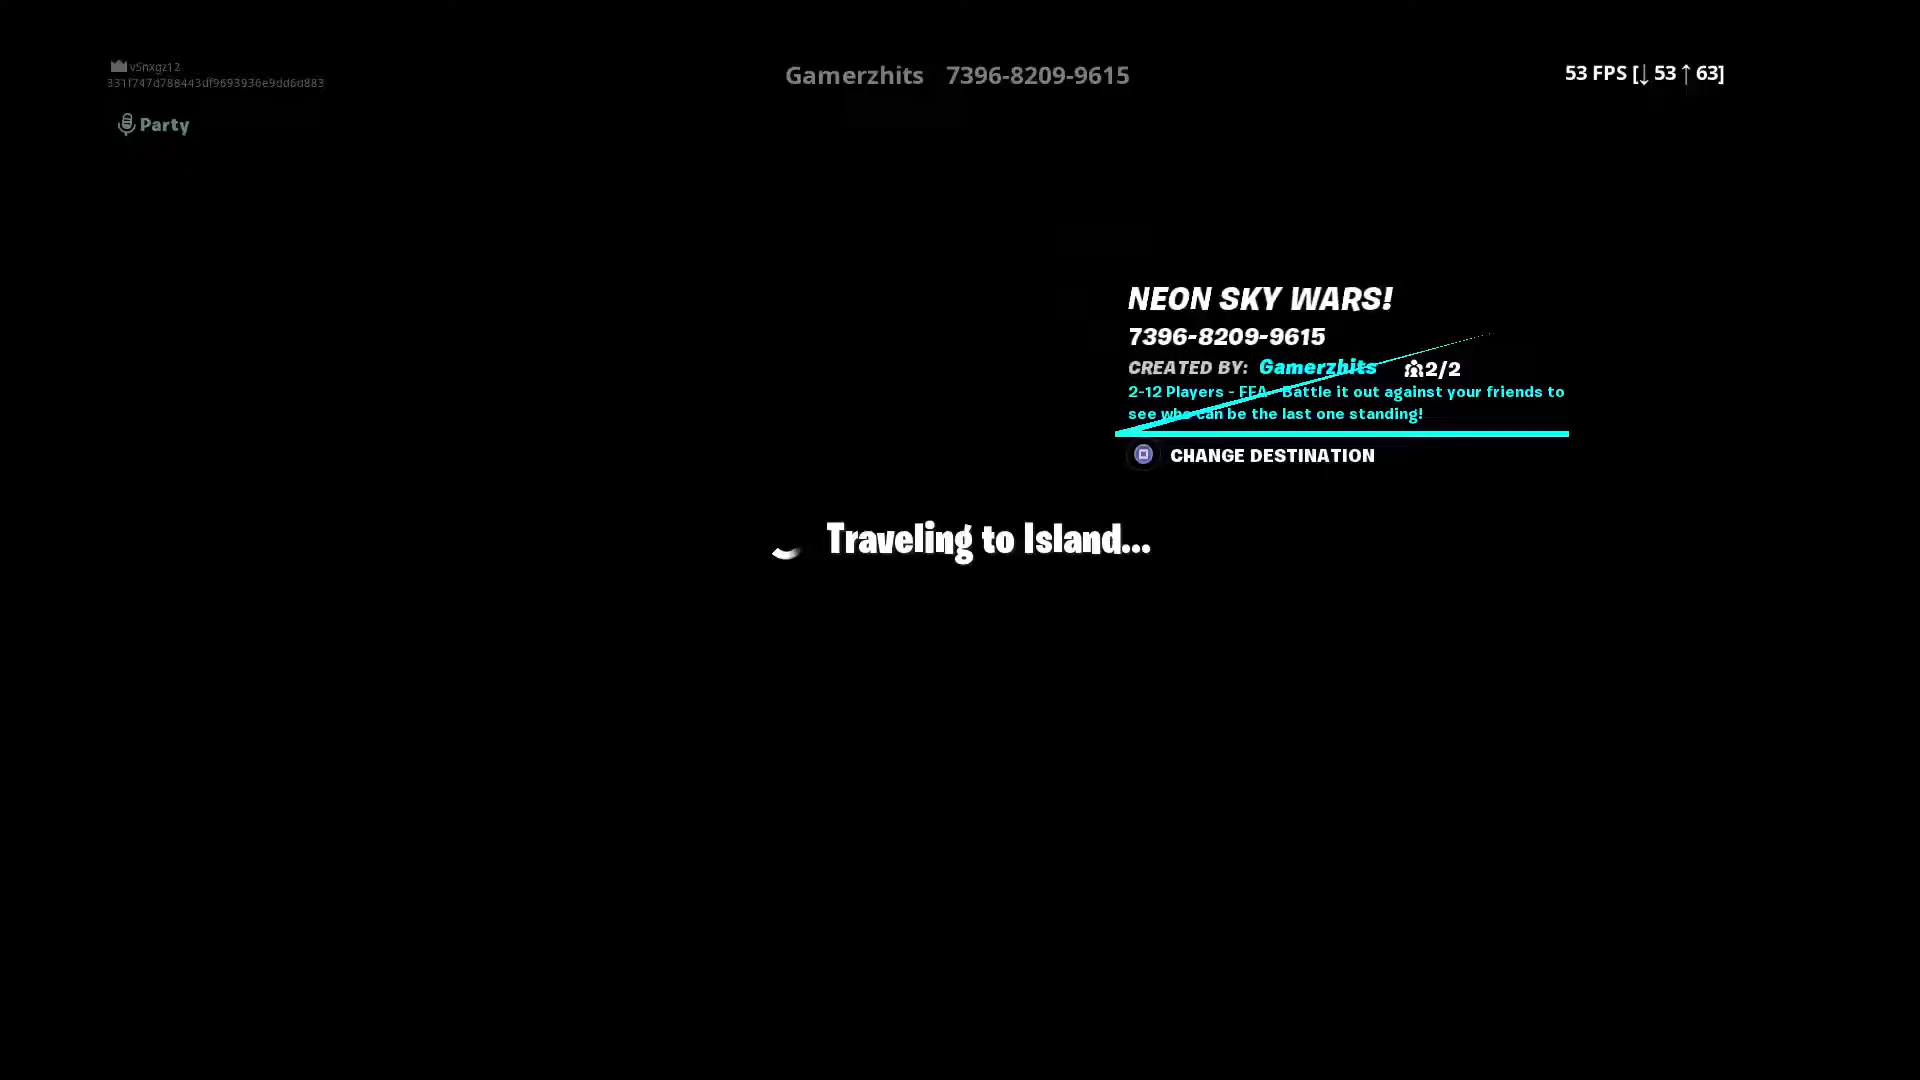 v5nxgz12
Gamerzhits 7396-8209-9615
53 FPS [↓ 53 ↑ 63]
Party
NEON SKY WARS!
7396-8209-9615
CREATED BY: Gamerzhits 2/2
2-12 Players - FFA - Battle it out against your friends to
see who can be the last one standing!
CHANGE DESTINATION
Traveling to Island...